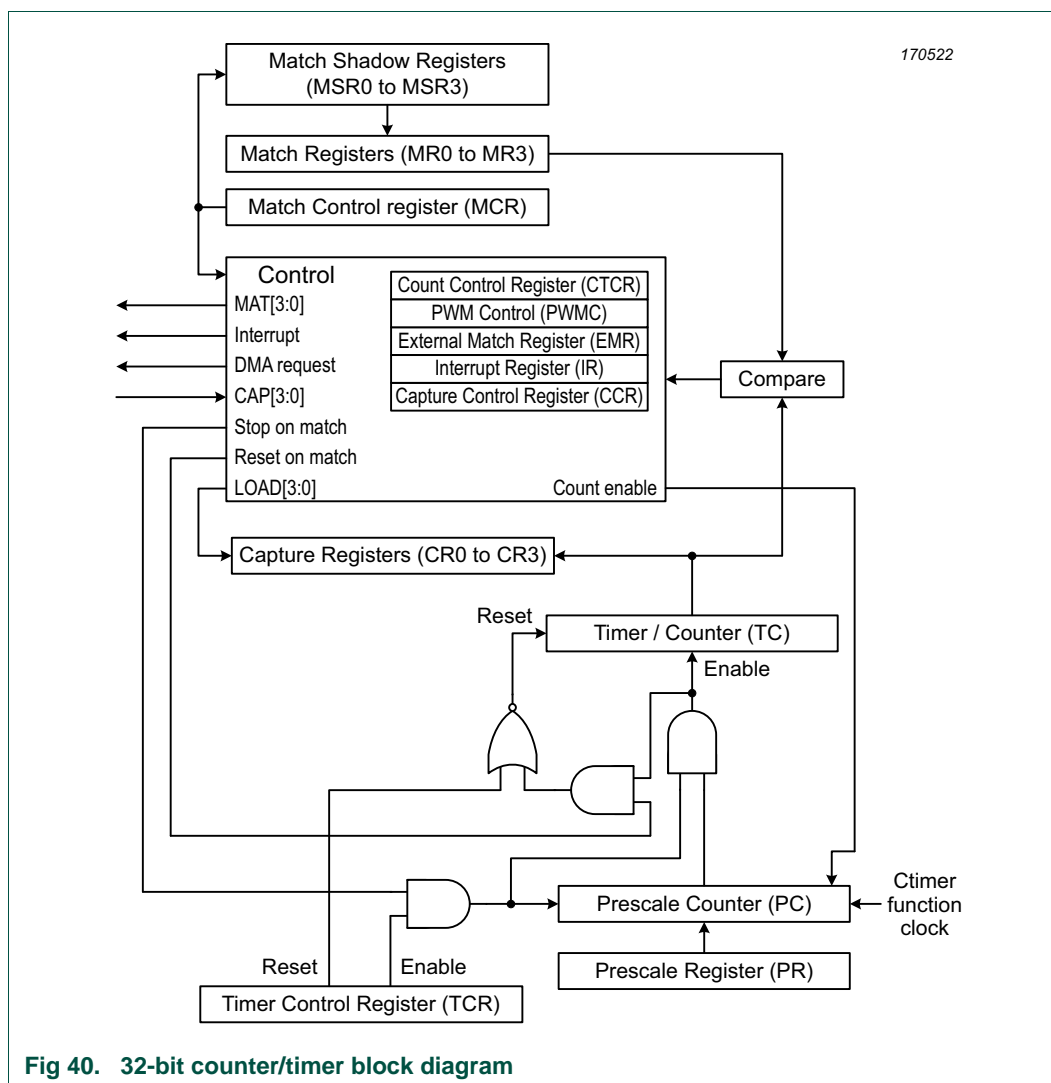 170522
Match Shadow Registers
(MSR0 to MSR3)
Match Registers (MR0 to MR3)
Match Control register (MCR)
Control
MAT[3:0]
Interrupt
DMA request
CAP[3:0]
Stop on match
Reset on match
LOAD[3:0]
Count Control Register (CTCR)
PWM Control (PWMC)
External Match Register (EMR)
Interrupt Register (IR)
Capture Control Register (CCR)
Count enable
Compare
Capture Registers (CR0 to CR3)
Reset
Timer / Counter (TC)
Enable
Prescale Counter (PC)
Ctimer
function
clock
Prescale Register (PR)
Reset
Enable
Timer Control Register (TCR)
Fig 40. 32-bit counter/timer block diagram